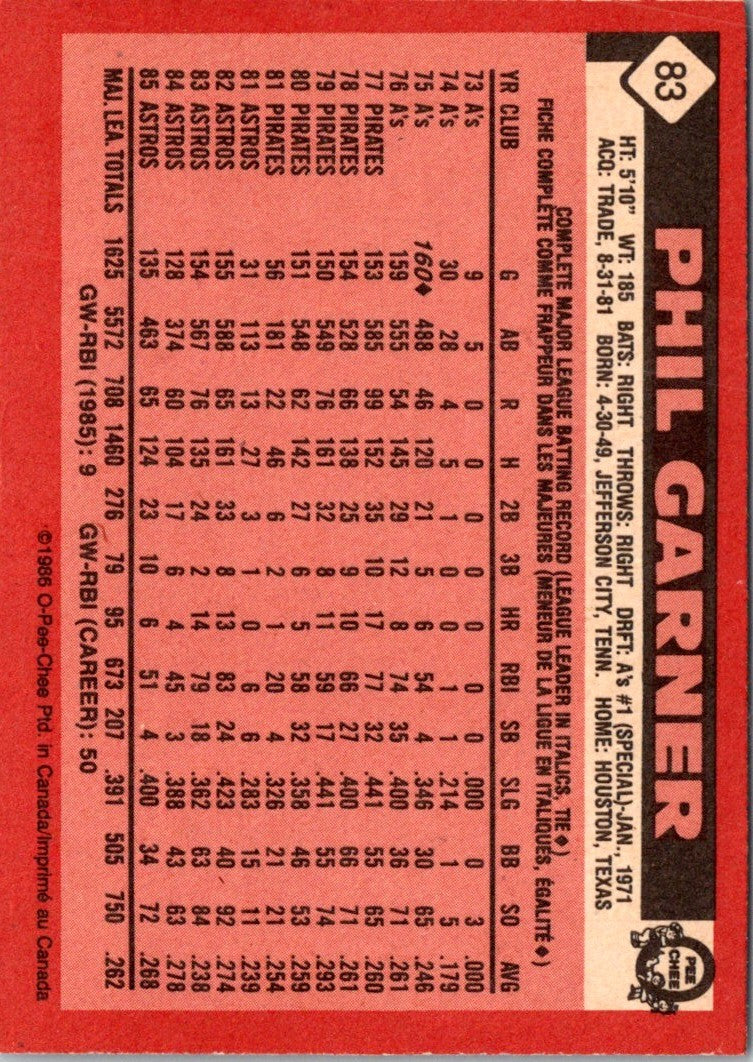 83
PHIL GARNER
O PEE CHEE
HT: 5'10" WT: 185 BATS: RIGHT THROWS: RIGHT DRFT: A's #1 (SPECIAL)-JAN., 1971
ACQ: TRADE, 8-31-81 BORN: 4-30-49, JEFFERSON CITY, TENN. HOME: HOUSTON, TEXAS
COMPLETE MAJOR LEAGUE BATTING RECORD (LEAGUE LEADER IN ITALICS, TIE ♦)
FICHE COMPLÈTE COMME FRAPPEUR DANS LES MAJEURES (MENEUR DE LA LIGUE EN ITALIQUES, ÉGALITÉ ♦)
YR CLUB G AB R H 2B 3B HR RBI SB SLG BB SO AVG
73 A's 9 5 0 0 0 0 0 0 0 .000 0 3 .000
74 A's 30 28 4 5 1 0 0 1 1 .214 1 5 .179
75 A's 160♦ 488 46 120 21 5 6 54 4 .346 30 65 .246
76 A's 159 555 54 145 29 12 8 74 35 .400 36 71 .261
77 PIRATES 153 585 99 152 35 10 17 77 32 .441 55 65 .260
78 PIRATES 154 528 66 138 25 9 10 66 27 .400 66 71 .261
79 PIRATES 150 549 76 161 32 8 11 59 17 .441 55 74 .293
80 PIRATES 151 548 62 142 27 6 5 58 32 .358 46 53 .259
81 PIRATES 56 181 22 46 6 2 1 20 4 .326 21 21 .254
81 ASTROS 31 113 13 27 3 1 0 6 6 .283 15 11 .239
82 ASTROS 155 588 65 161 33 8 13 83 24 .423 40 92 .274
83 ASTROS 154 567 76 135 24 2 14 79 18 .362 63 84 .238
84 ASTROS 128 374 60 104 17 6 4 45 3 .388 43 63 .278
85 ASTROS 135 463 65 124 23 10 6 51 4 .400 34 72 .268
MAJ. LEA. TOTALS 1625 5572 708 1460 276 79 95 673 207 .391 505 750 .262
GW-RBI (1985): 9 GW-RBI (CAREER): 50
©1986 O-Pee-Chee Ptd. in Canada/Imprimé au Canada